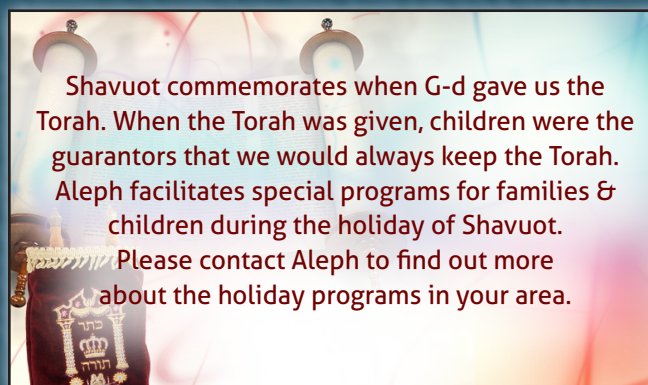 Shavuot commemorates when G-d gave us the
Torah. When the Torah was given, children were the
guarantors that we would always keep the Torah.
Aleph facilitates special programs for families &
children during the holiday of Shavuot.
Please contact Aleph to find out more
about the holiday programs in your area.
כתר
תורה